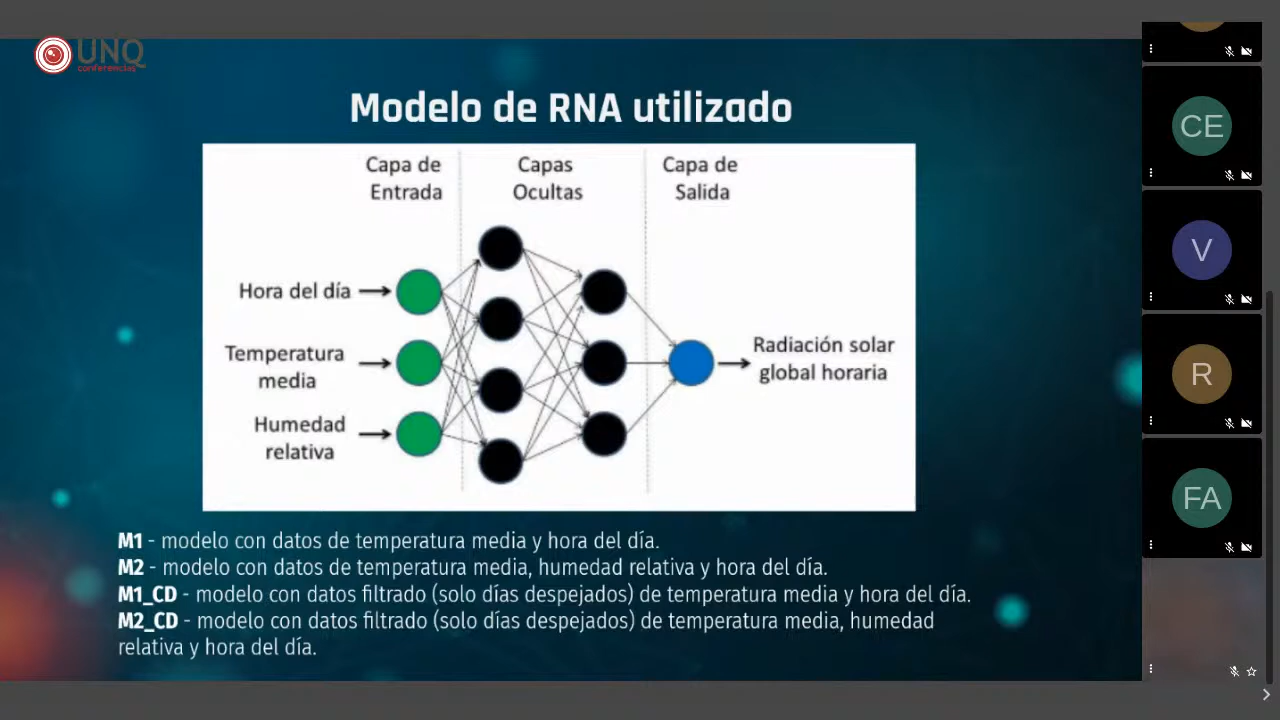 UNQ
conferencias
Modelo de RNA utilizado
Capa de
Entrada
Capas
Ocultas
Capa de
Salida
Hora del día
Temperatura
media
Humedad
relativa
Radiación solar
global horaria
M1 - modelo con datos de temperatura media y hora del día.
M2 - modelo con datos de temperatura media, humedad relativa y hora del día.
M1_CD - modelo con datos filtrado (solo días despejados) de temperatura media y hora del día.
M2_CD - modelo con datos filtrado (solo días despejados) de temperatura media, humedad
relativa y hora del día.
CE
V
R
FA